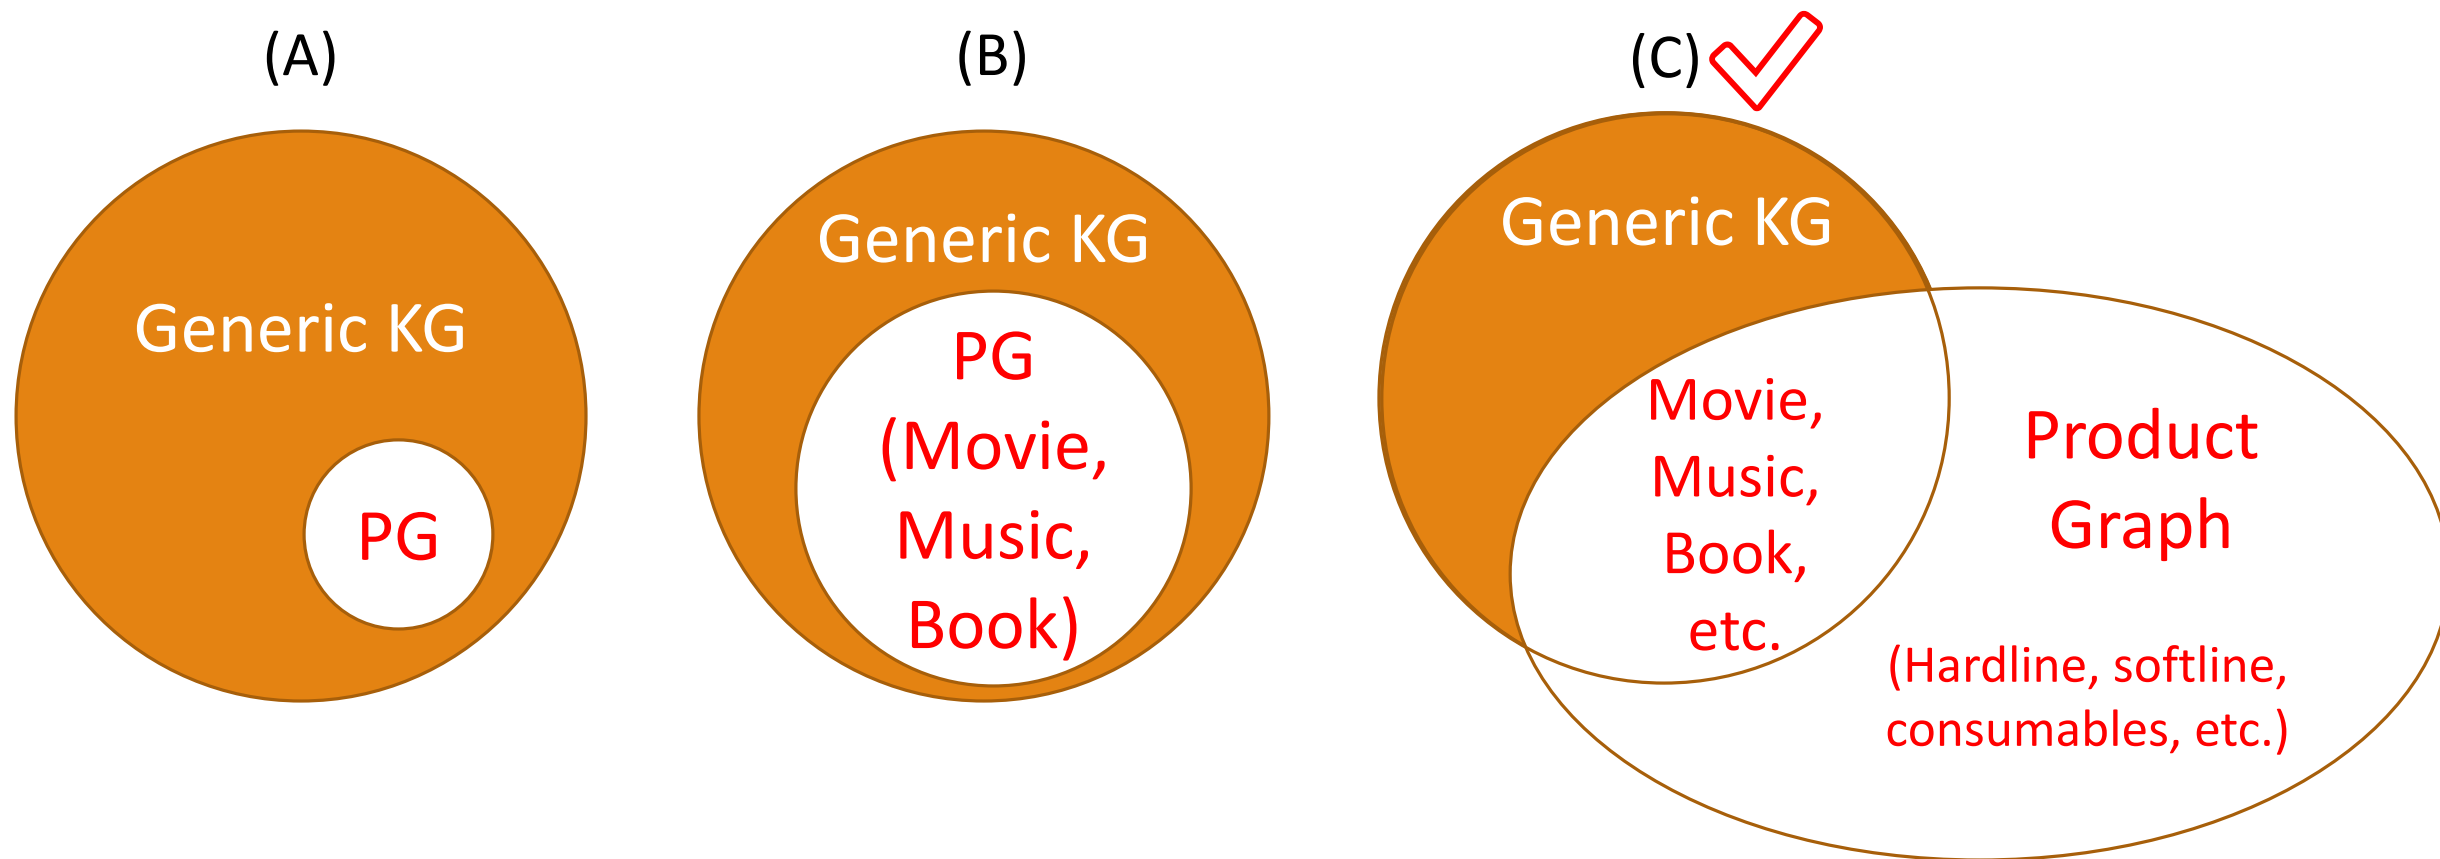 (A)
Generic KG
PG
(B)
Generic KG
PG
(Movie,
Music,
Book)
(C)
Generic KG
Movie,
Music,
Book,
etc.
Product
Graph
(Hardline, softline,
consumables, etc.)